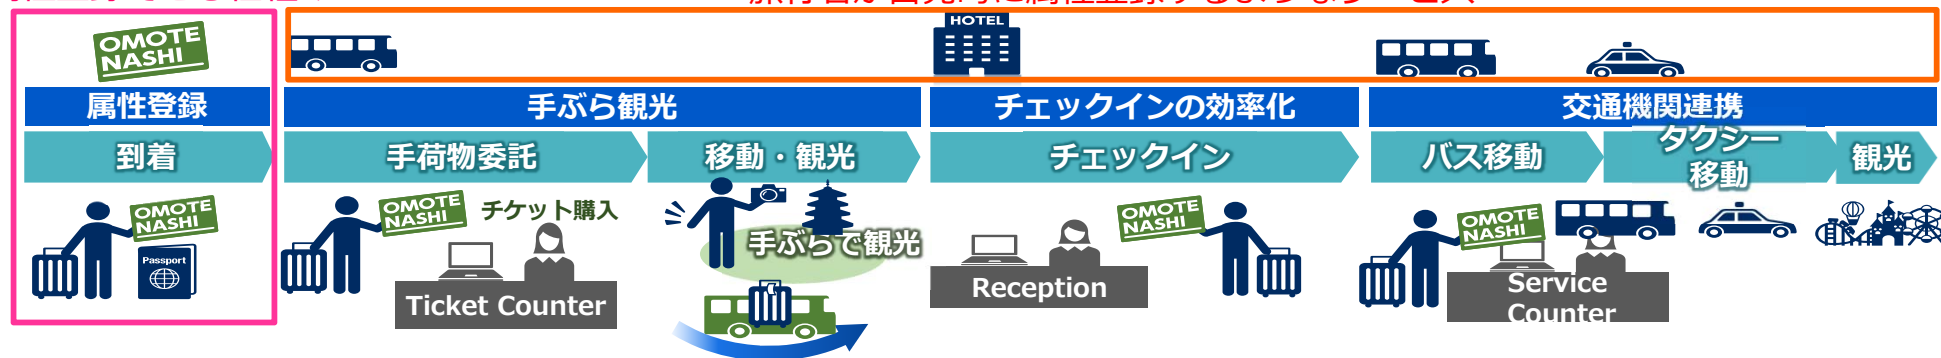 HOTEL
OMOTE
NASHI
属性登録
手ぶら観光
チェックインの効率化
交通機関連携
到着
手荷物委託
移動・観光
チェックイン
バス移動
タクシー
移動
観光
OMOTE
NASHI
Passport
OMOTE
NASHI
チケット購入
Ticket Counter
手ぶらで観光
OMOTE
NASHI
Reception
OMOTE
NASHI
Service
Counter